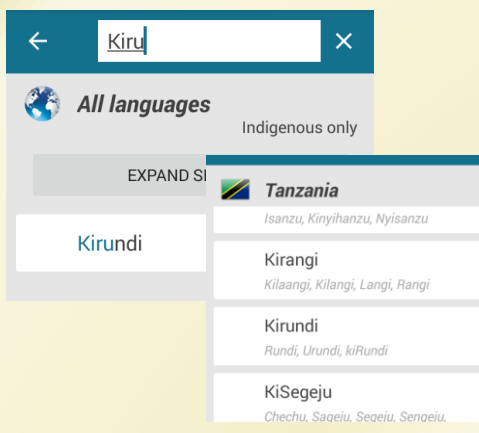 Kiru
All languages
Indigenous only
EXPAND
Kirundi
Tanzania
Isanzu, Kinyihanzu, Nyisanzu
Kirangi
Kilaangi, Kilangi, Langi, Rangi
Kirundi
Rundi, Urundi, kiRundi
KiSegeju
Chechu, Sageju, Segeju, Sengeju,